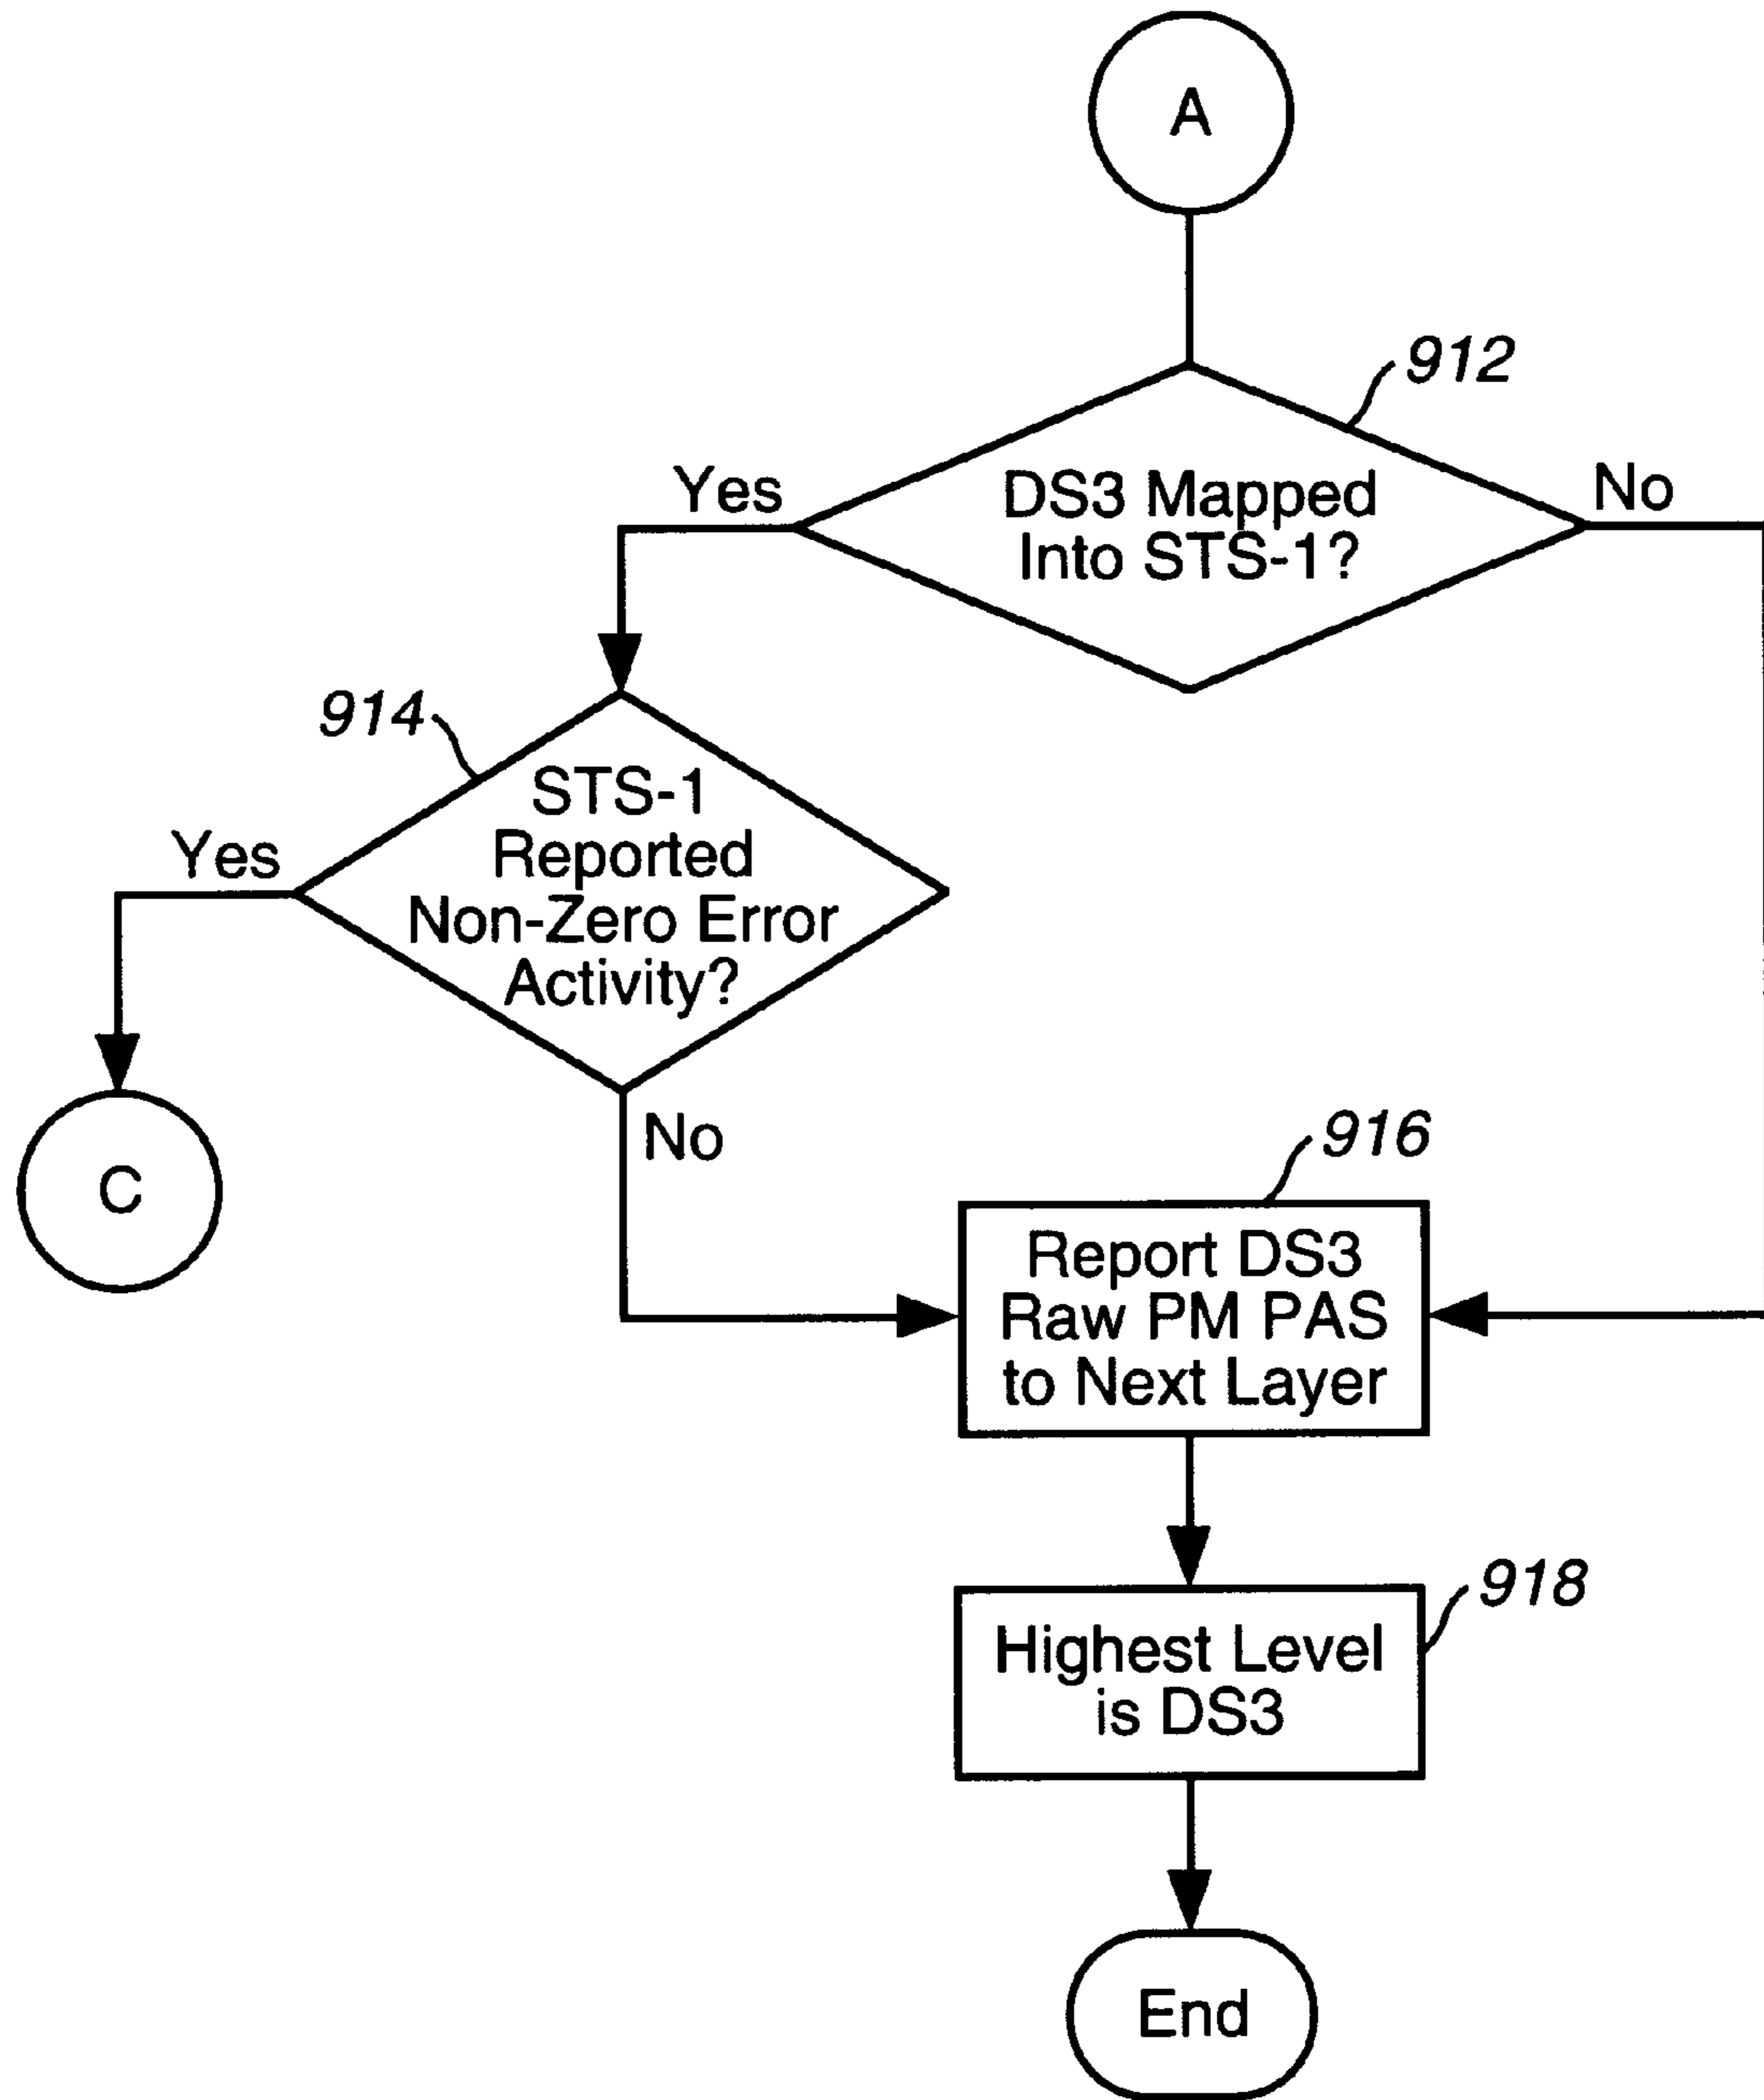 A
912
DS3 Mapped
Into STS-1?
Yes
No
914
STS-1
Reported
Non-Zero Error
Activity?
Yes
No
C
916
Report DS3
Raw PM PAS
to Next Layer
918
Highest Level
is DS3
End